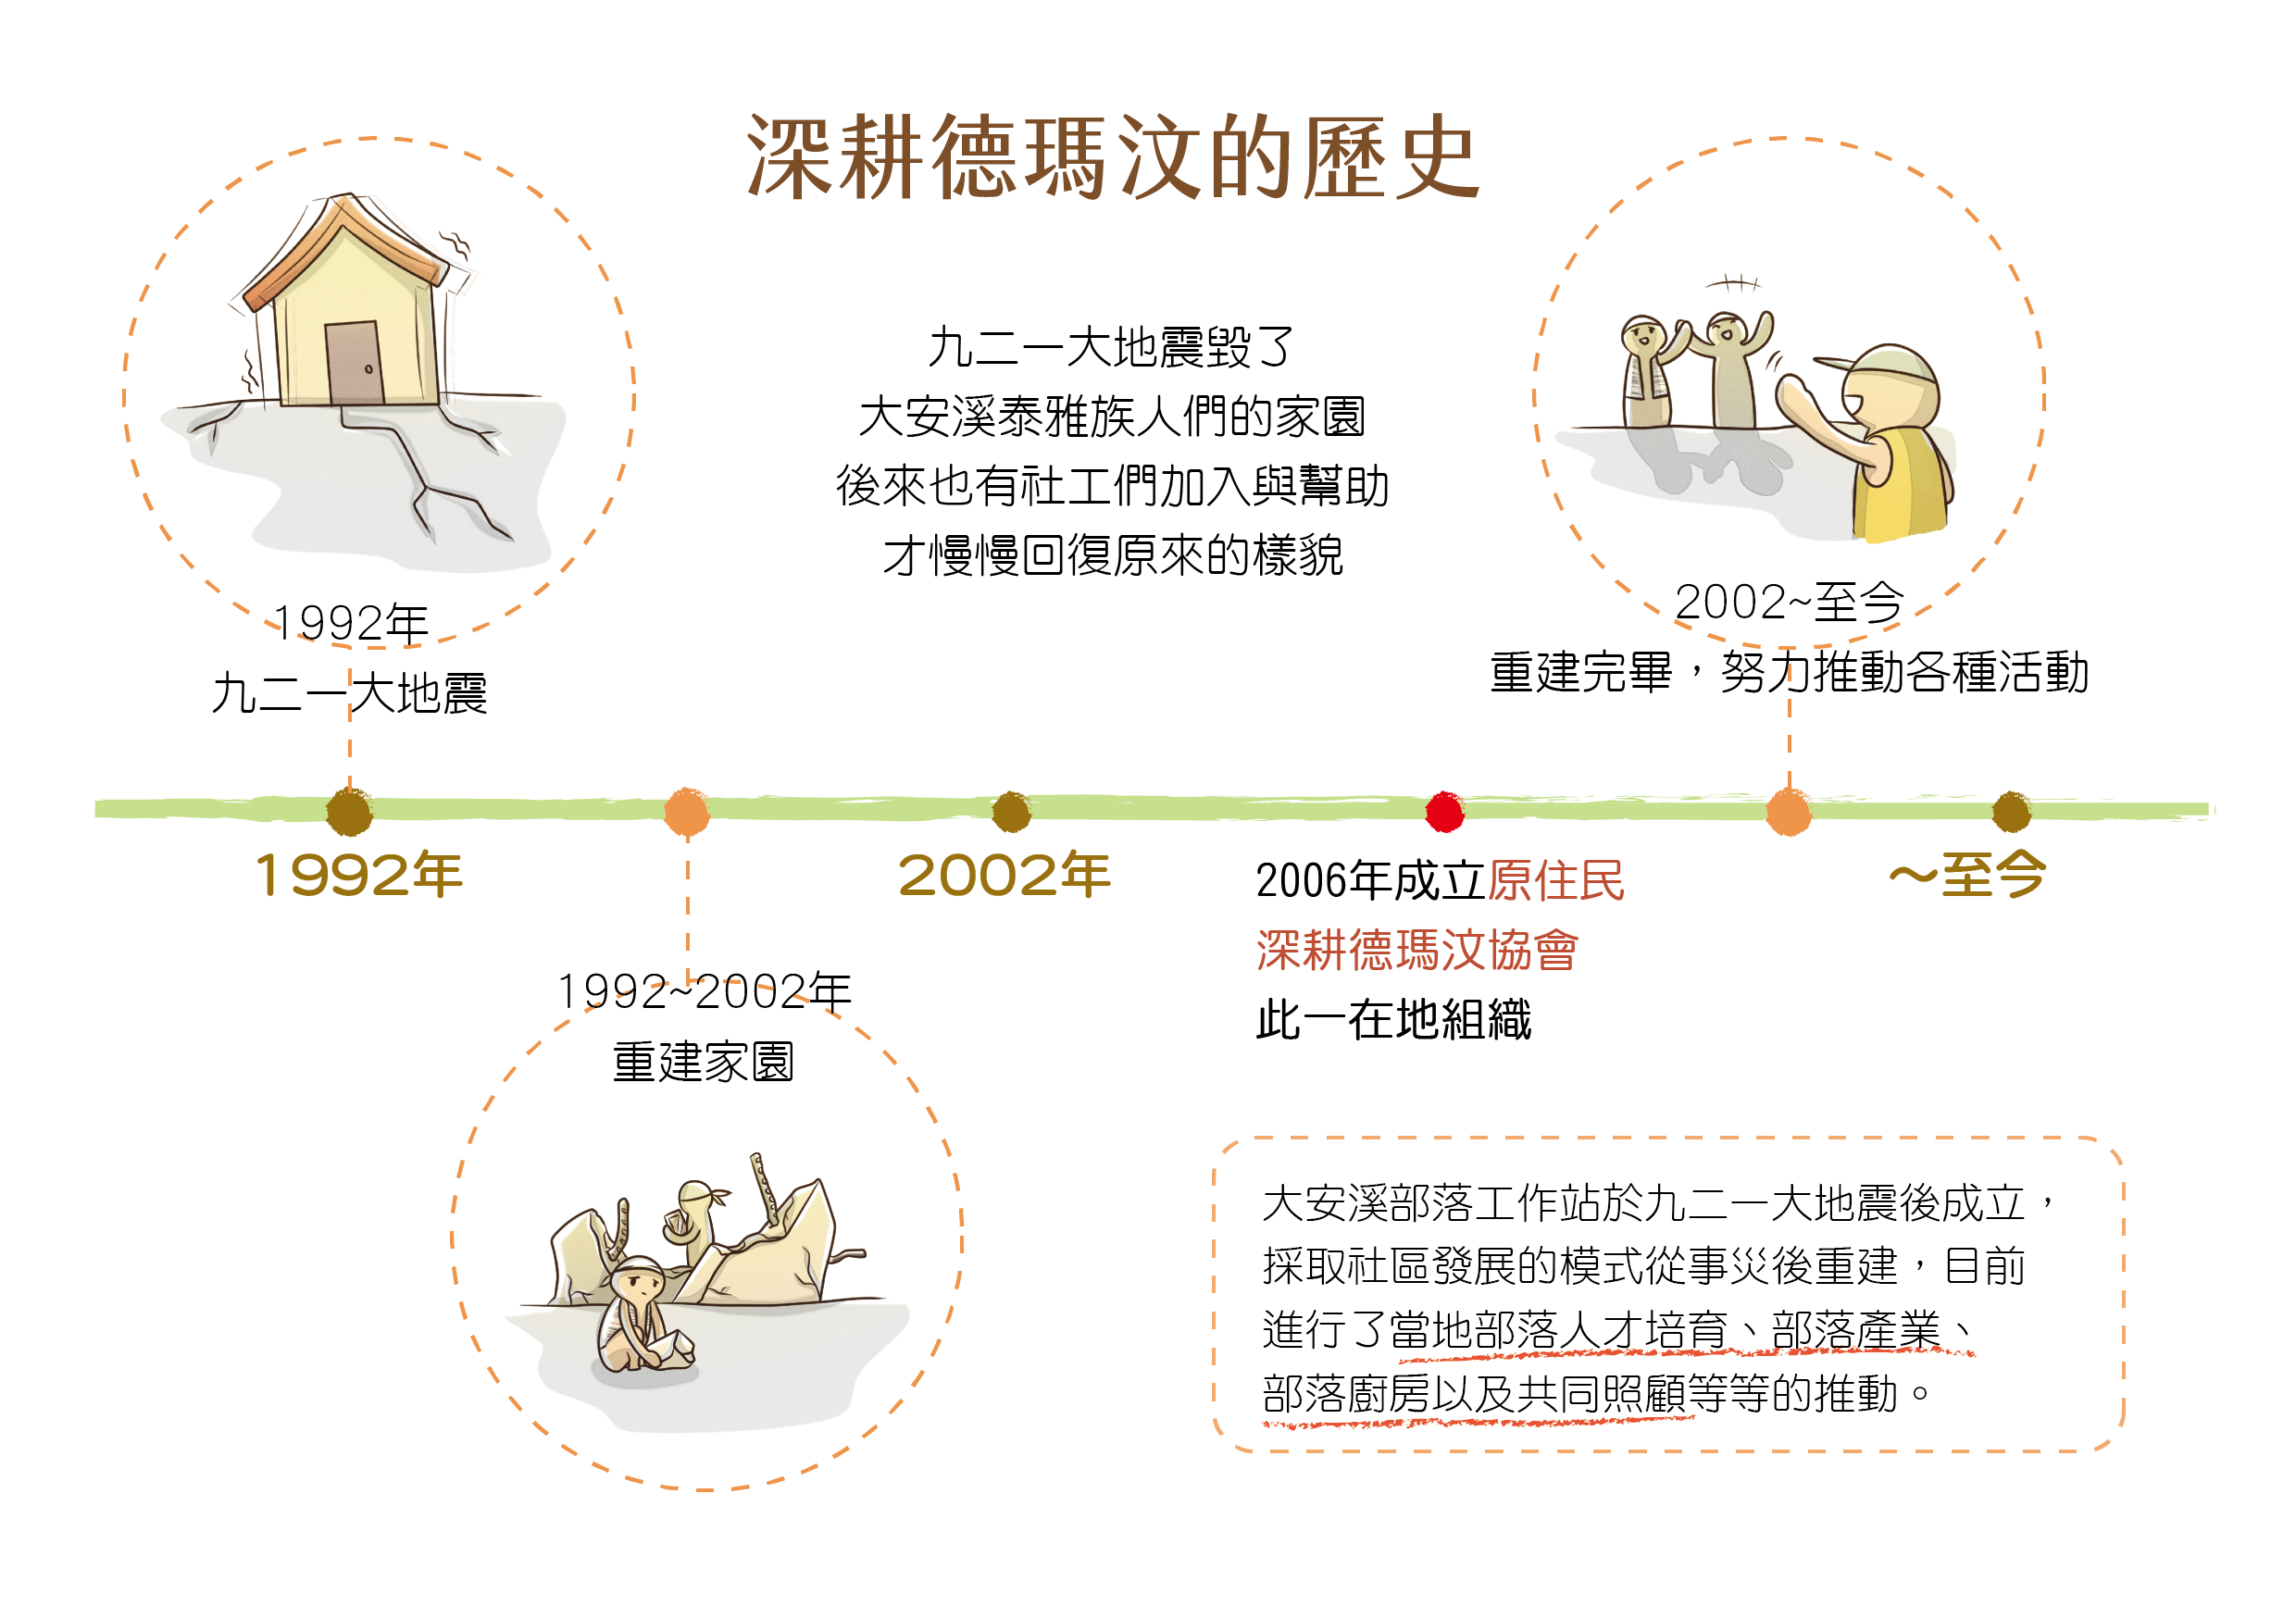 深耕德瑪汶的歷史
九二一大地震毀了
大安溪泰雅族人們的家園
後來也有社工們加入與幫助
才慢慢回復原來的樣貌
1992年
九二一大地震
2002~至今
重建完畢，努力推動各種活動
1992年
2002年
～至今
2006年成立原住民
深耕德瑪汶協會
此一在地組織
1992~2002年
重建家園
大安溪部落工作站於九二一大地震後成立，
採取社區發展的模式從事災後重建，目前
進行了當地部落人才培育、部落產業、
部落廚房以及共同照顧等等的推動。